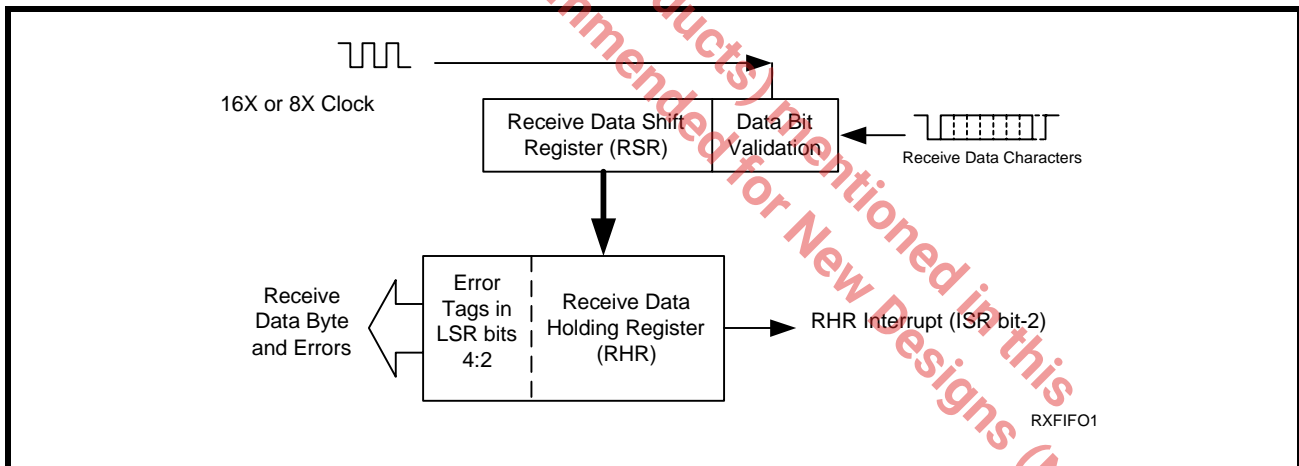 16X or 8X Clock
Receive Data Shift
Register (RSR)
Data Bit
Validation
Receive Data Characters
Receive
Data Byte
and Errors
Error
Tags in
LSR bits
4:2
Receive Data
Holding Register
(RHR)
RHR Interrupt (ISR bit-2)
RXFIFO1
ducts) mentioned in this
mmended for New Designs (